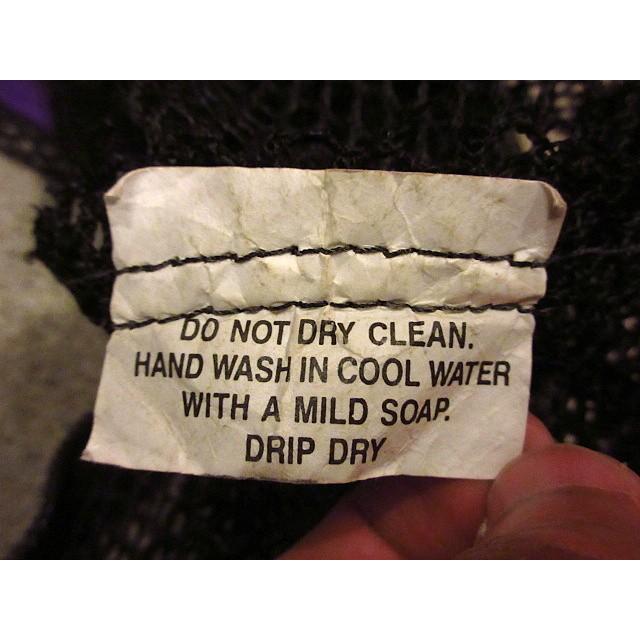 DO NOT DRY CLEAN.
HAND WASH IN COOL WATER
WITH A MILD SOAP.
DRIP DRY